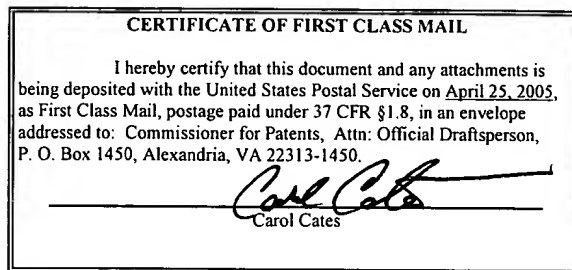 CERTIFICATE OF FIRST CLASS MAIL
I hereby certify that this document and any attachments is
being deposited with the United States Postal Service on April 25, 2005,
as First Class Mail, postage paid under 37 CFR §1.8, in an envelope
addressed to: Commissioner for Patents, Attn: Official Draftsperson,
P. O. Box 1450, Alexandria, VA 22313-1450.
Carol Cates
Carol Cates